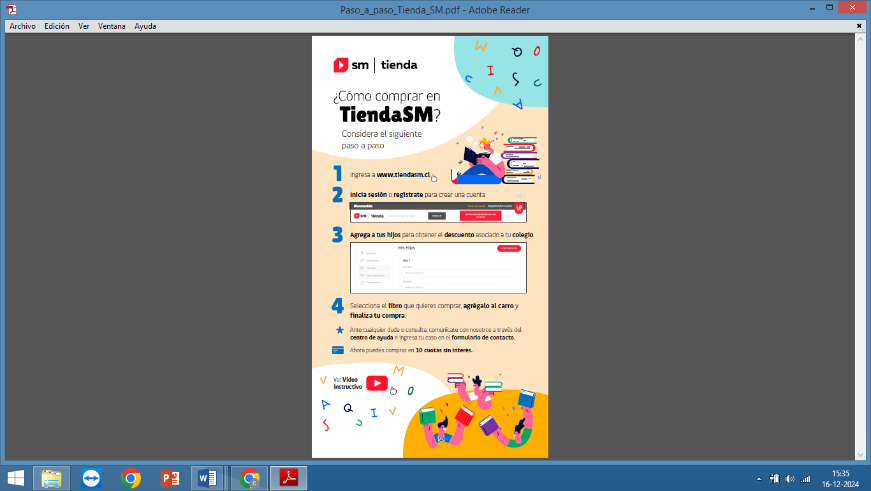 Paso_a_paso_Tienda_SM.pdf - Adobe Reader
Archivo Edición Ver Ventana Ayuda
sm | tienda
¿Cómo comprar en
TiendaSM?
Considera el siguiente
paso a paso
1 Ingresa a www.tiendasm.cl
2 Inicia sesión o regístrate para crear una cuenta
sm | tienda
3 Agrega a tus hijos para obtener el descuento asociado a tu colegio.
MIS HIJOS
4 Selecciona el libro que quieres comprar, agrégalo al carro y
finaliza tu compra.
Ante cualquier duda o consulta, comunícate con nosotros a través del
centro de ayuda e ingresa tu caso en el formulario de contacto.
Ahora puedes comprar en 10 cuotas sin interés.
Ver Video
instructivo
15:35
16-12-2024